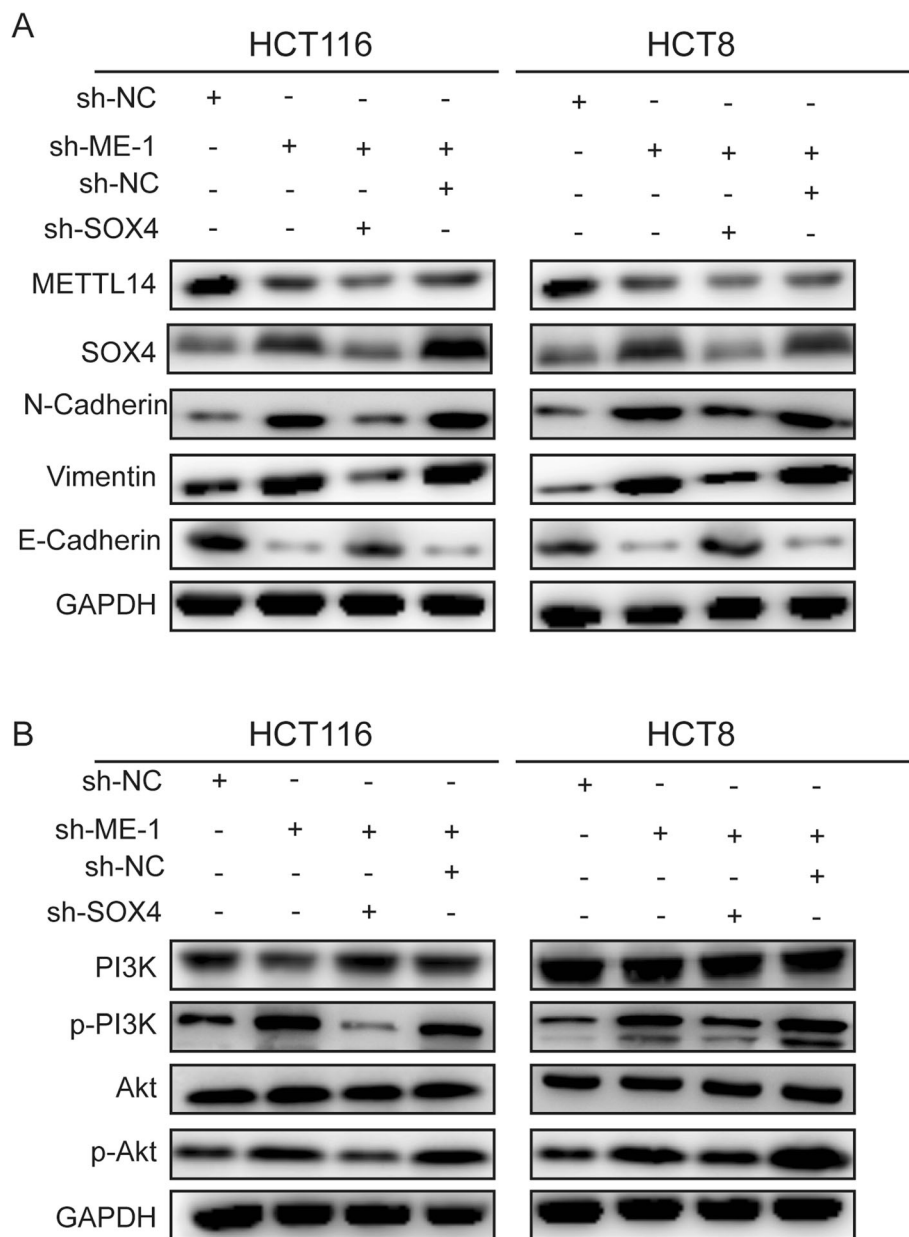 A
HCT116 HCT8
sh-NC + - - - + - - -
sh-ME-1 - + + + - + + +
sh-NC - - - + - - - +
sh-SOX4 - - + - - - + -
METTL14
SOX4
N-Cadherin
Vimentin
E-Cadherin
GAPDH
B
HCT116 HCT8
sh-NC + - - - + - - -
sh-ME-1 - + + + - + + +
sh-NC - - - + - - - +
sh-SOX4 - - + - - - + -
PI3K
p-PI3K
Akt
p-Akt
GAPDH